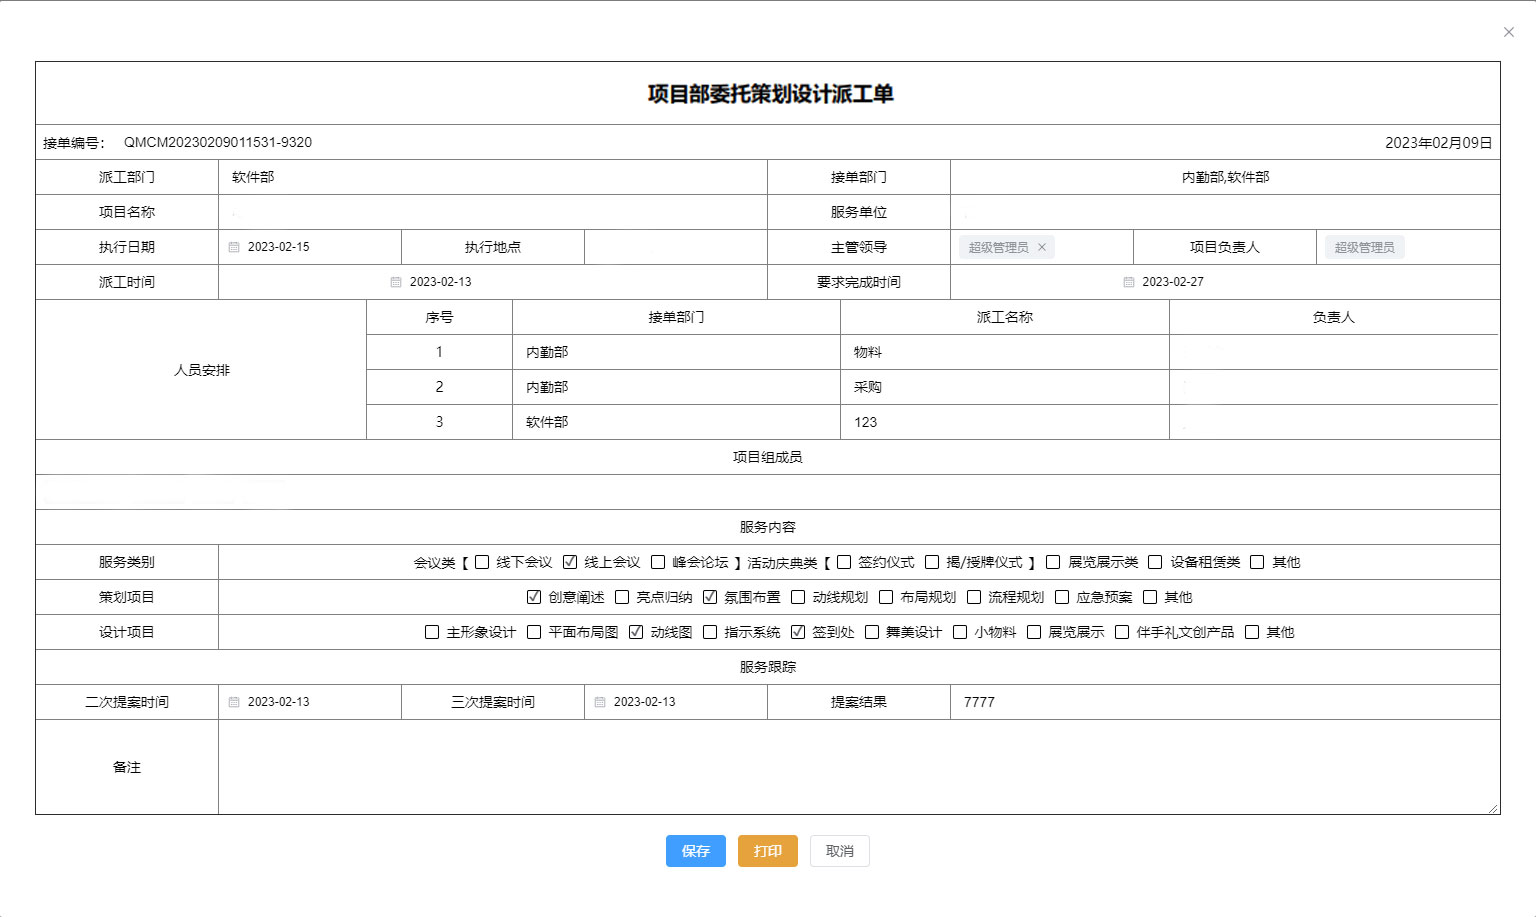 项目部委托策划设计派工单
接单编号： QMCM20230209011531-9320 2023年02月09日
派工部门 软件部 接单部门 内勤部,软件部
项目名称 服务单位
执行日期 2023-02-15 执行地点 主管领导 超级管理员 × 项目负责人 超级管理员
派工时间 2023-02-13 要求完成时间 2023-02-27
人员安排
序号 接单部门 派工名称 负责人
1 内勤部 物料
2 内勤部 采购
3 软件部 123
项目组成员
服务内容
服务类别 会议类【 线下会议 线上会议 峰会论坛 】活动庆典类【 签约仪式 揭/授牌仪式 】 展览展示类 设备租赁类 其他
策划项目 创意阐述 亮点归纳 氛围布置 动线规划 布局规划 流程规划 应急预案 其他
设计项目 主形象设计 平面布局图 动线图 指示系统 签到处 舞美设计 小物料 展览展示 伴手礼文创产品 其他
服务跟踪
二次提案时间 2023-02-13 三次提案时间 2023-02-13 提案结果 7777
备注
保存 打印 取消